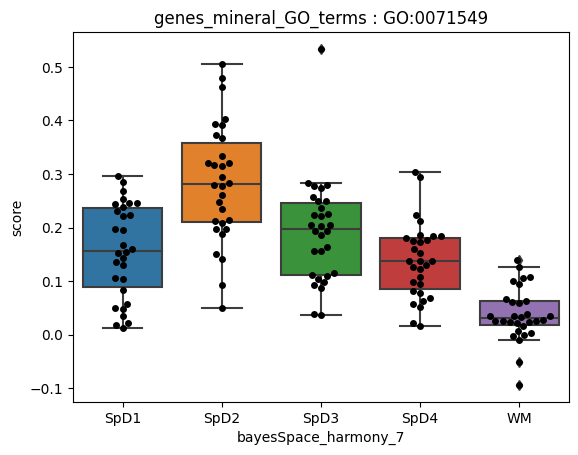 genes_mineral_GO_terms : GO:0071549
score
0.5
0.4
0.3
0.2
0.1
0.0
−0.1
SpD1 SpD2 SpD3 SpD4 WM
bayesSpace_harmony_7